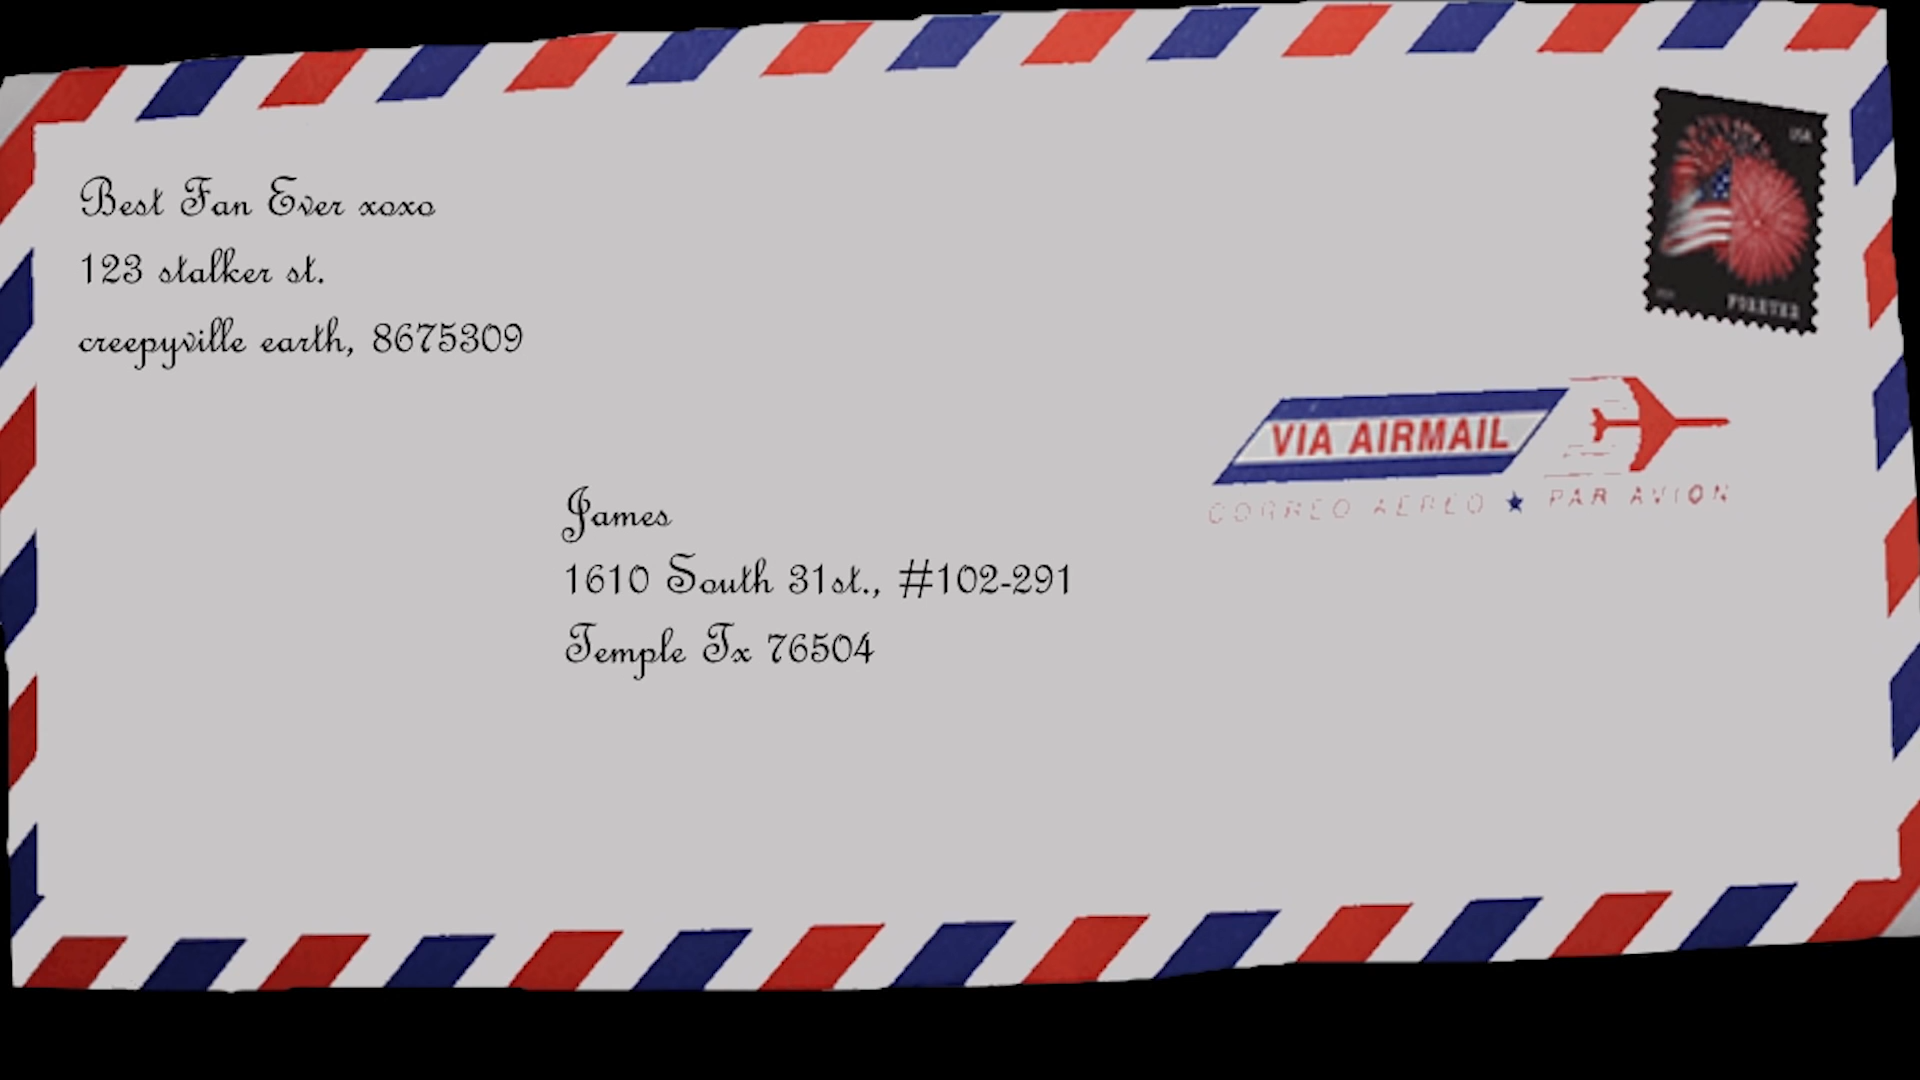 Best Fan Ever xoxo
123 stalker st.
creepyville earth, 8675309
USA
FOREVER
VIA AIRMAIL
CORREO AEREO ★ PAR AVION
James
1610 South 31st., #102-291
Temple Tx 76504